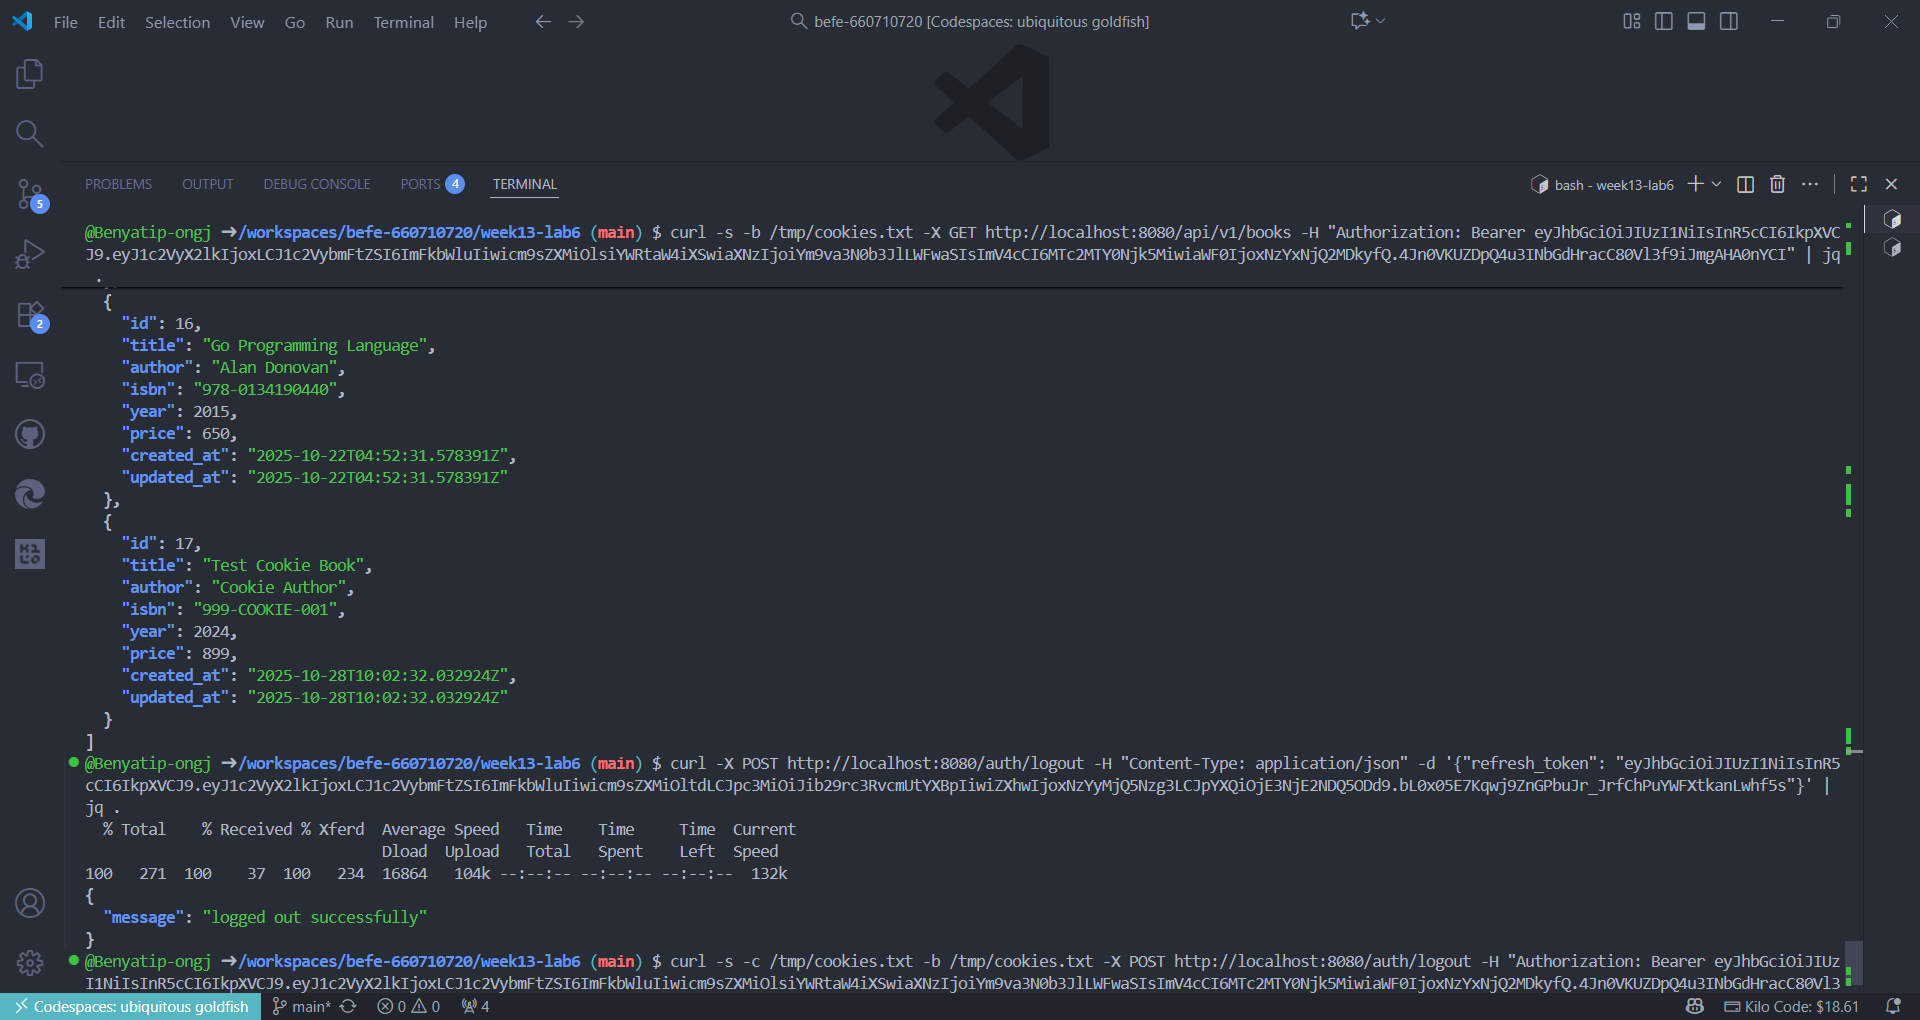 File Edit Selection View Go Run Terminal Help
befe-660710720 [Codespaces: ubiquitous goldfish]
PROBLEMS OUTPUT DEBUG CONSOLE PORTS 4 TERMINAL
bash - week13-lab6
5
2
@Benyatip-ongj →/workspaces/befe-660710720/week13-lab6 (main) $ curl -s -b /tmp/cookies.txt -X GET http://localhost:8080/api/v1/books -H "Authorization: Bearer eyJhbGciOiJIUzI1NiIsInR5cCI6IkpXVC
J9.eyJ1c2VyX2lkIjoxLCJ1c2VybmFtZSI6ImFkbWluIiwicm9sZXMiOlsiYWRtaW4iXSwiaXNzIjoiYm9va3N0b3JlLWFwaSIsImV4cCI6MTc2MTY0Njk5MiwiaWF0IjoxNzYxNjQ2MDkyfQ.4Jn0VKUZDpQ4u3INbGdHracC80Vl3f9iJmgAHA0nYCI" | jq
.
{
"id": 16,
"title": "Go Programming Language",
"author": "Alan Donovan",
"isbn": "978-0134190440",
"year": 2015,
"price": 650,
"created_at": "2025-10-22T04:52:31.578391Z",
"updated_at": "2025-10-22T04:52:31.578391Z"
},
{
"id": 17,
"title": "Test Cookie Book",
"author": "Cookie Author",
"isbn": "999-COOKIE-001",
"year": 2024,
"price": 899,
"created_at": "2025-10-28T10:02:32.032924Z",
"updated_at": "2025-10-28T10:02:32.032924Z"
}
]
@Benyatip-ongj →/workspaces/befe-660710720/week13-lab6 (main) $ curl -X POST http://localhost:8080/auth/logout -H "Content-Type: application/json" -d '{"refresh_token": "eyJhbGciOiJIUzI1NiIsInR5
cCI6IkpXVCJ9.eyJ1c2VyX2lkIjoxLCJ1c2VybmFtZSI6ImFkbWluIiwicm9sZXMiOltdLCJpc3MiOiJib29rc3RvcmUtYXBpIiwiZXhwIjoxNzYyMjQ5Nzg3LCJpYXQiOjE3NjE2NDQ5ODd9.bL0x05E7Kqwj9ZnGPbuJr_JrfChPuYWFXtkanLwhf5s"}' |
jq .
% Total % Received % Xferd Average Speed Time Time Time Current
Dload Upload Total Spent Left Speed
100 271 100 37 100 234 16864 104k --:--:-- --:--:-- --:--:-- 132k
{
"message": "logged out successfully"
}
@Benyatip-ongj →/workspaces/befe-660710720/week13-lab6 (main) $ curl -s -c /tmp/cookies.txt -b /tmp/cookies.txt -X POST http://localhost:8080/auth/logout -H "Authorization: Bearer eyJhbGciOiJIUz
I1NiIsInR5cCI6IkpXVCJ9.eyJ1c2VyX2lkIjoxLCJ1c2VybmFtZSI6ImFkbWluIiwicm9sZXMiOlsiYWRtaW4iXSwiaXNzIjoiYm9va3N0b3JlLWFwaSIsImV4cCI6MTc2MTY0Njk5MiwiaWF0IjoxNzYxNjQ2MDkyfQ.4Jn0VKUZDpQ4u3INbGdHracC80Vl3
Codespaces: ubiquitous goldfish main* 0 0 4 Kilo Code: $18.61